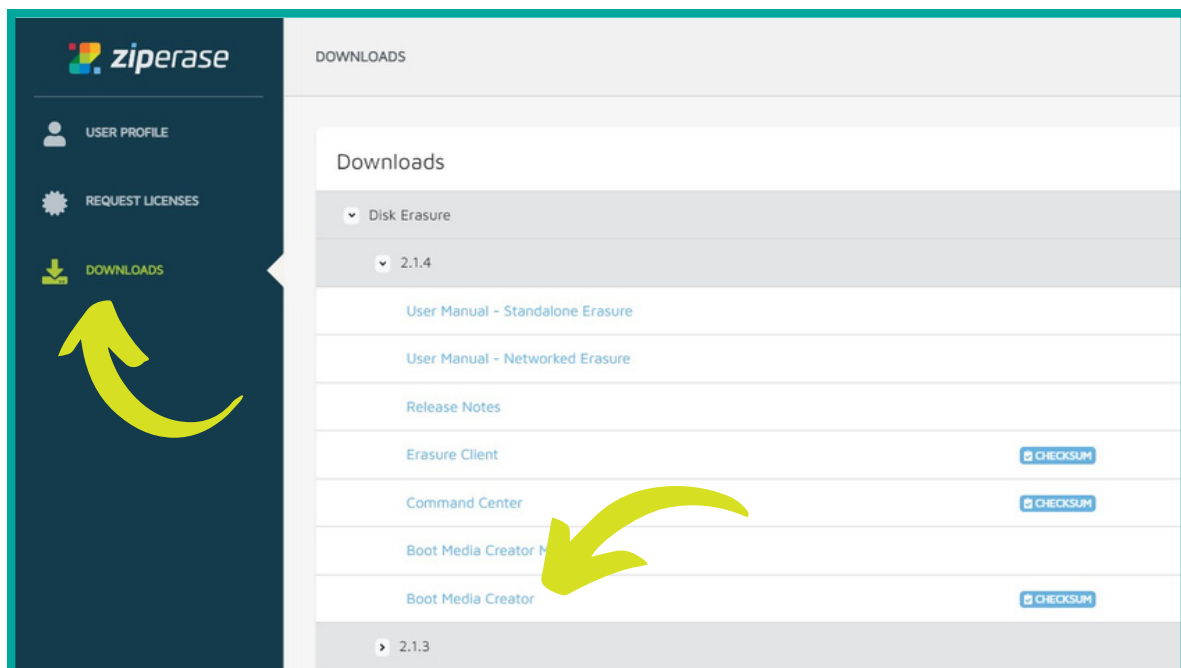 ziperase
DOWNLOADS
USER PROFILE
REQUEST LICENSES
DOWNLOADS
Downloads
Disk Erasure
2.1.4
User Manual - Standalone Erasure
User Manual - Networked Erasure
Release Notes
Erasure Client
CHECKSUM
Command Center
CHECKSUM
Boot Media Creator
Boot Media Creator
CHECKSUM
2.1.3